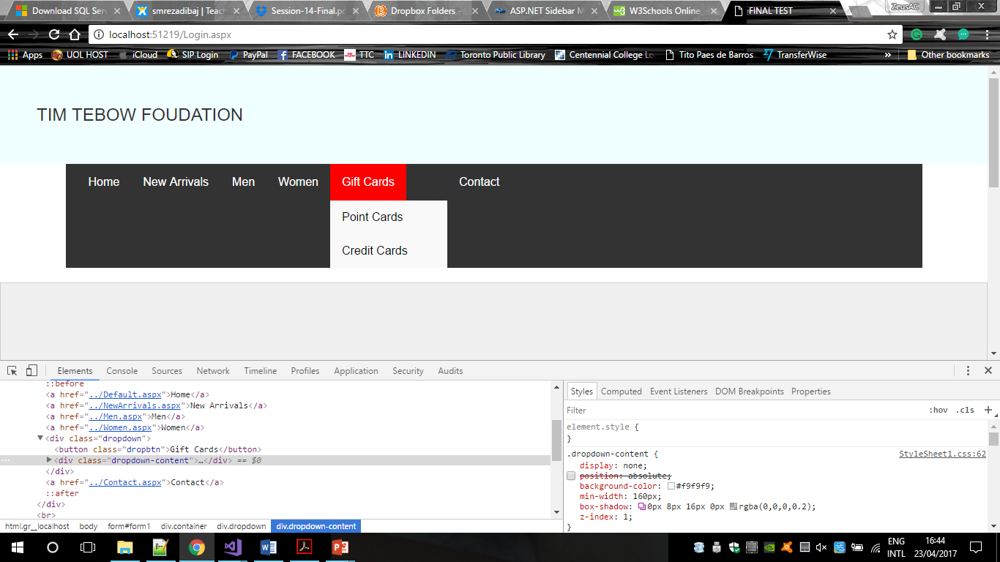 Download SQL Ser
smrezadibaj | Teac
Session-14-Final.pd
Dropbox Folders -
ASP.NET Sidebar M
W3Schools Online
FINAL TEST
ZeusAC
localhost:51219/Login.aspx
Apps
UOL HOST
iCloud
SIP Login
PayPal
FACEBOOK
TTC
LINKEDIN
Toronto Public Library
Centennial College Lo
Tito Paes de Barros
TransferWise
»
Other bookmarks
TIM TEBOW FOUDATION
Home
New Arrivals
Men
Women
Gift Cards
Contact
Point Cards
Credit Cards
Elements
Console
Sources
Network
Timeline
Profiles
Application
Security
Audits
::before
<a href="../Default.aspx">Home</a>
<a href="../NewArrivals.aspx">New Arrivals</a>
<a href="../Men.aspx">Men</a>
<a href="../Women.aspx">Women</a>
<div class="dropdown">
<button class="dropbtn">Gift Cards</button>
<div class="dropdown-content">…</div> == $0
</div>
<a href="../Contact.aspx">Contact</a>
::after
</div>
<br>
html.gr__localhost
body
form#form1
div.container
div.dropdown
div.dropdown-content
Styles
Computed
Event Listeners
DOM Breakpoints
Properties
Filter
:hov
.cls
+
element.style {
}
.dropdown-content {
StyleSheet1.css:62
display: none;
position: absolute;
background-color: #f9f9f9;
min-width: 160px;
box-shadow: 0px 8px 16px 0px rgba(0,0,0,0.2);
z-index: 1;
}
ENG
INTL
16:44
23/04/2017